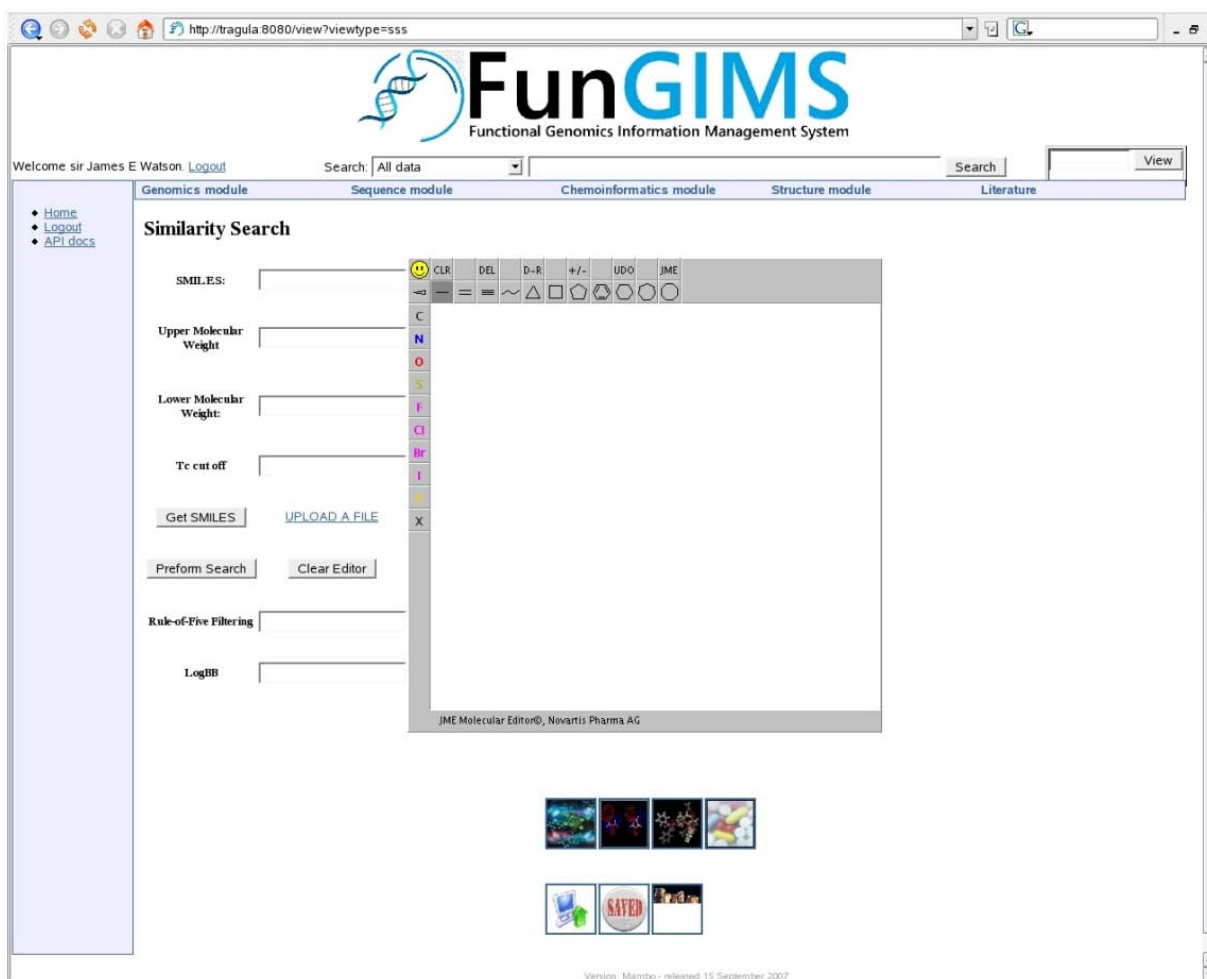 http://tragula:8080/view?viewtype=sss
G
FunGIMS
Functional Genomics Information Management System
Welcome sir James E Watson. Logout
Search: All data
Search
View
Genomics module Sequence module Chemoinformatics module Structure module Literature
Home
Logout
API docs
Similarity Search
SMILES:
Upper Molecular
Weight
Lower Molecular
Weight:
Tc cut off
Get SMILES UPLOAD A FILE
Preform Search Clear Editor
Rule-of-Five Filtering
LogBB
CLR DEL D-R +/- UDO JME
C
N
O
S
F
Cl
Br
I
X
JME Molecular Editor©, Novartis Pharma AG
SAVED
Version: Mambo - released 15 September 2007